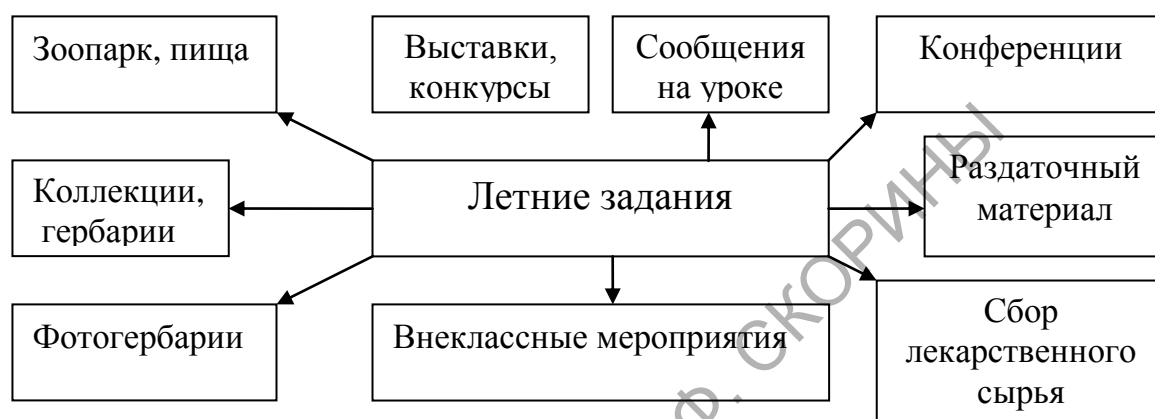 Зоопарк, пища
Выставки,
конкурсы
Сообщения
на уроке
Конференции
Коллекции,
гербарии
Летние задания
Раздаточный
материал
Фотогербарии
Внеклассные мероприятия
Сбор
лекарственного
сырья
Ф. СКОРИНЫ